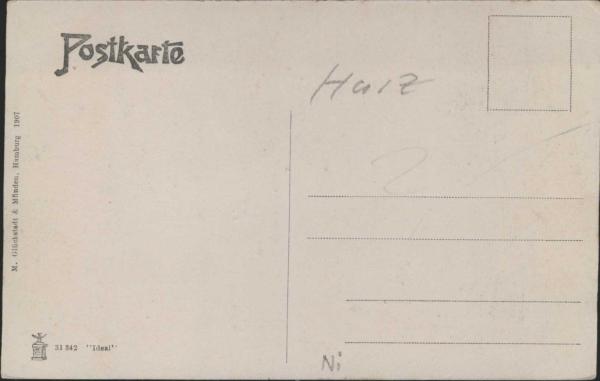 Postkarte
Harz
M. Glückstadt & Münden, Hamburg 1907
31 842 "Ideal"
Ni